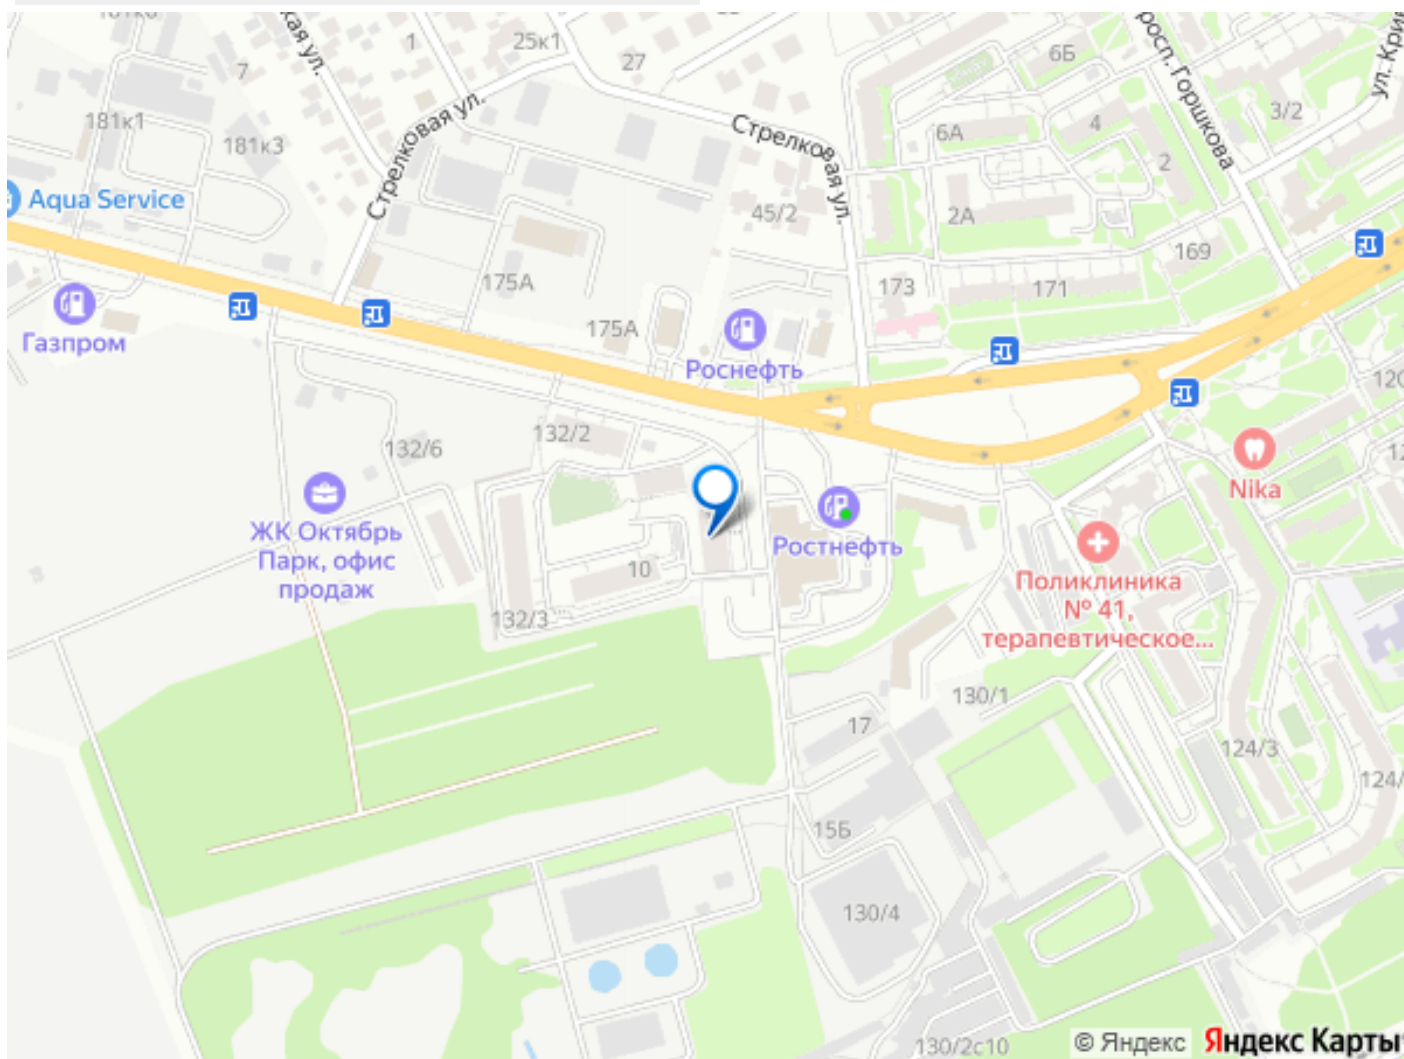 25к1
1
27
7
6Б
просп. Горшкова
3/2
181к1
181к3
Стрелковая ул.
Стрелковая ул.
6А
4
2
Aqua Service
45/2
2А
169
175А
173
171
Газпром
175А
Роснефть
132/2
132/6
Nika
ЖК Октябрь
Парк, офис
продаж
10
Ростнефть
Поликлиника
№ 41,
терапевтическое...
132/3
130/1
17
124/3
15Б
130/4
130/2с10
© Яндекс
Яндекс Карты